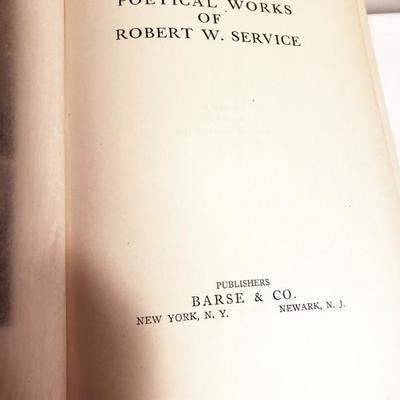 POETICAL WORKS
OF
ROBERT W. SERVICE
PUBLISHERS
BARSE & CO.
NEW YORK, N. Y. NEWARK, N. J.